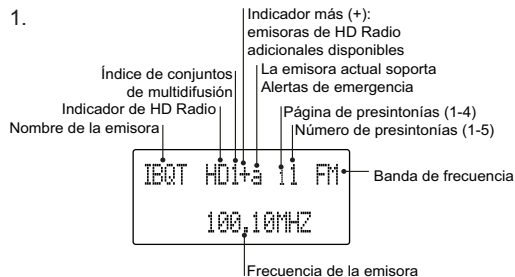 1.
Indicador más (+):
emisoras de HD Radio
adicionales disponibles
Índice de conjuntos
de multidifusión
La emisora actual soporta
Alertas de emergencia
Indicador de HD Radio
Página de presintonías (1-4)
Nombre de la emisora
Número de presintonías (1-5)
IBQT HD1+a 11 FM
Banda de frecuencia
100,10MHZ
Frecuencia de la emisora